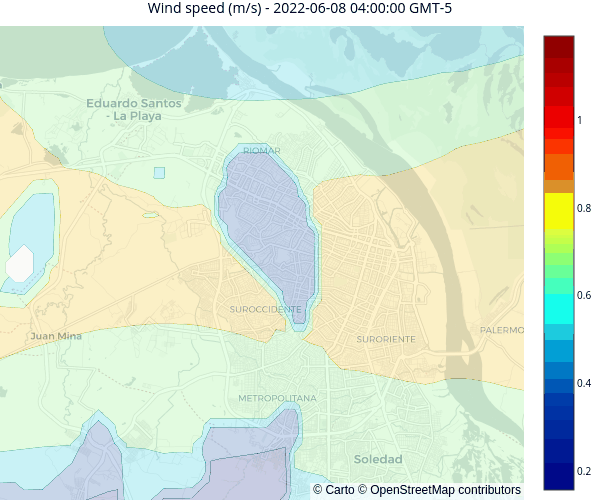 Wind speed (m/s) - 2022-06-08 04:00:00 GMT-5
Eduardo Santos
- La Playa
RIOMAR
SUROCCIDENTE
Juan Mina
SURORIENTE
PALERMO
METROPOLITANA
Soledad
© Carto © OpenStreetMap contributors
1
0.8
0.6
0.4
0.2